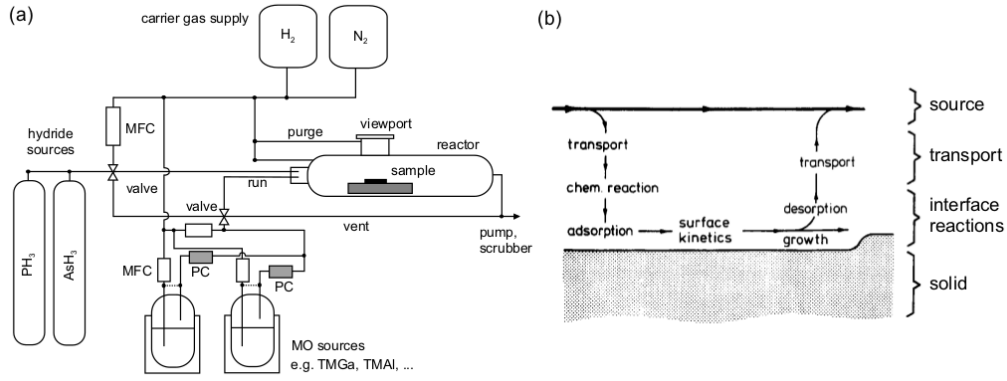 (a)
carrier gas supply
H₂
N₂
MFC
hydride
sources
purge
viewport
reactor
sample
run
valve
valve
vent
pump,
scrubber
PH₃
AsH₃
MFC
PC
PC
MO sources
e.g. TMGa, TMAl, ...
(b)
source
transport
transport
transport
chem. reaction
desorption
interface
reactions
adsorption
surface
kinetics
growth
solid